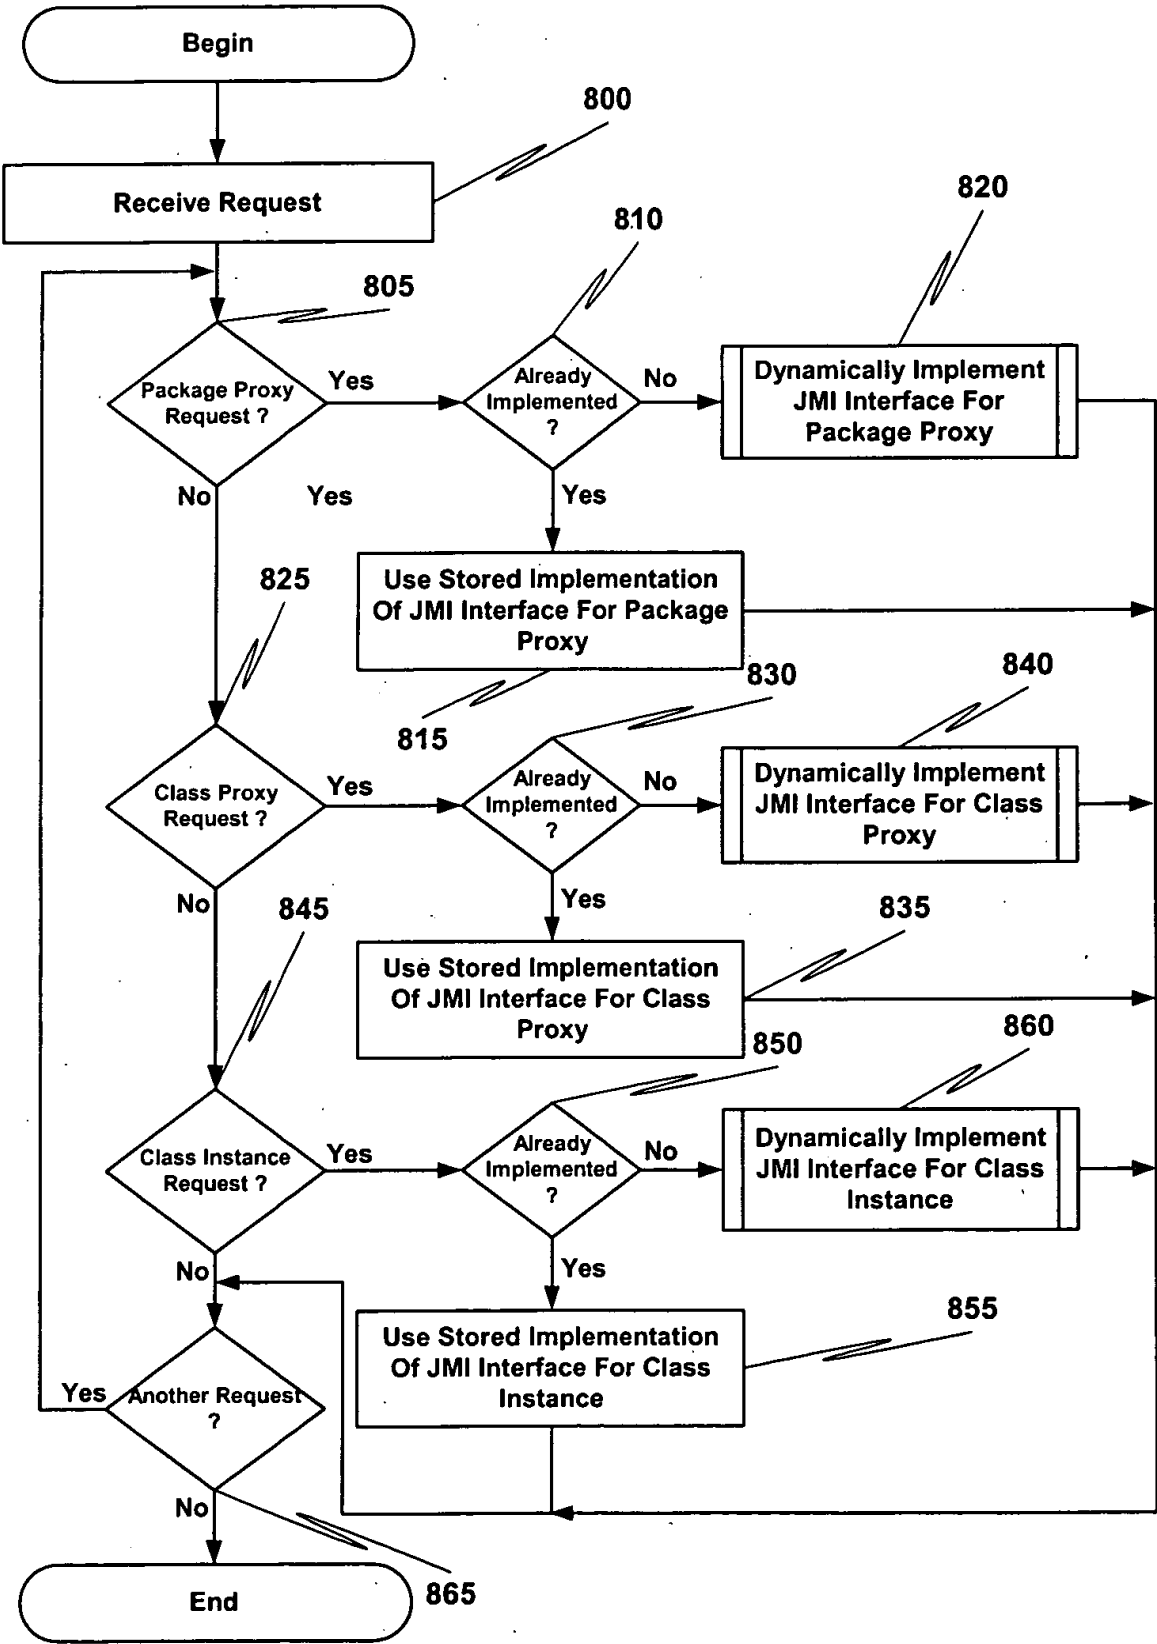 Begin
800
Receive Request
820
810
805
Package Proxy
Request ?
Yes
Already
Implemented
?
No
Dynamically Implement
JMI Interface For
Package Proxy
No
Yes
Yes
825
Use Stored Implementation
Of JMI Interface For Package
Proxy
815
830
840
Class Proxy
Request ?
Yes
Already
Implemented
?
No
Dynamically Implement
JMI Interface For Class
Proxy
No
Yes
845
835
Use Stored Implementation
Of JMI Interface For Class
Proxy
850
860
Class Instance
Request ?
Yes
Already
Implemented
?
No
Dynamically Implement
JMI Interface For Class
Instance
No
Yes
855
Use Stored Implementation
Of JMI Interface For Class
Instance
Yes
Another Request
?
No
865
End